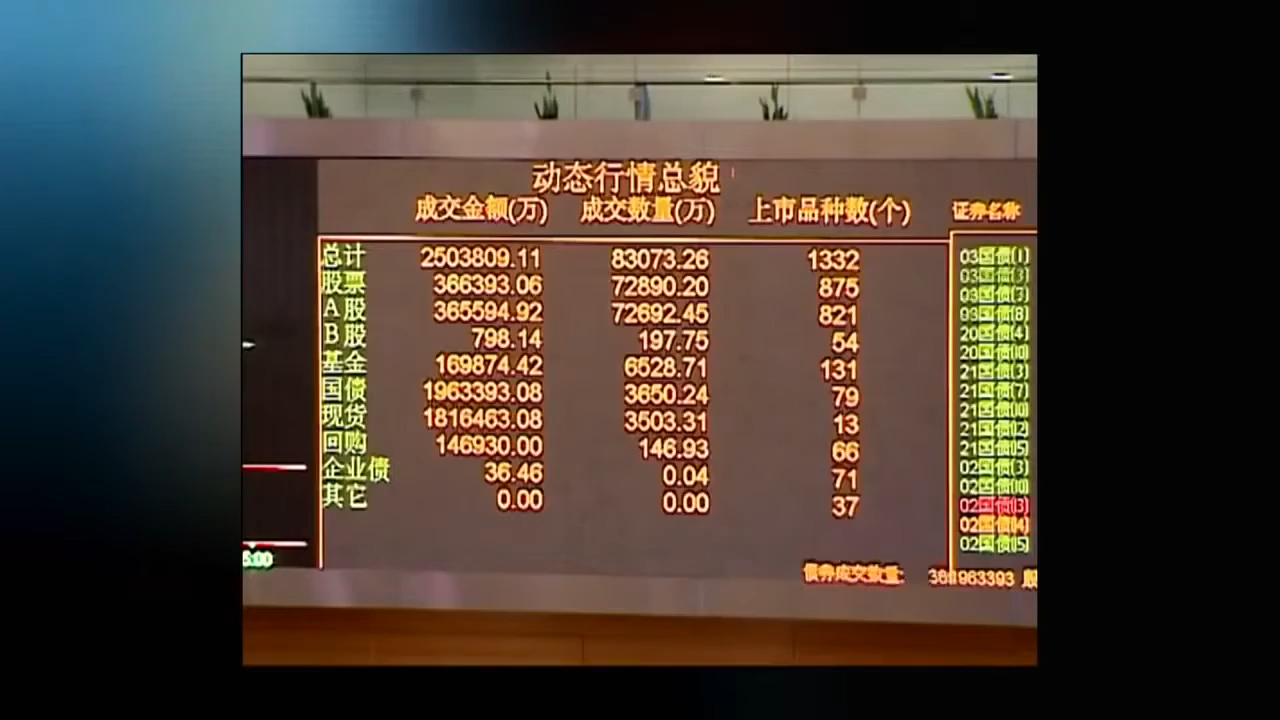 动态行情总貌
成交金额(万) 成交数量(万) 上市品种数(个) 证券名称
总计 2503809.11 83073.26 1332
股票 366393.06 72890.20 875
A股 365594.92 72692.45 821
B股 798.14 197.75 54
基金 169874.42 6528.71 131
国债 1963393.08 3650.24 79
现货 1816463.08 3503.31 13
回购 146930.00 146.93 66
企业债 36.46 0.04 71
其它 0.00 0.00 37
03国债(1)
03国债(3)
03国债(3)
99国债(8)
20国债(4)
20国债(10)
21国债(3)
21国债(7)
21国债(10)
21国债(12)
21国债(15)
02国债(3)
02国债(10)
02国债(13)
02国债(14)
02国债(15)
债券成交数量:
5:00